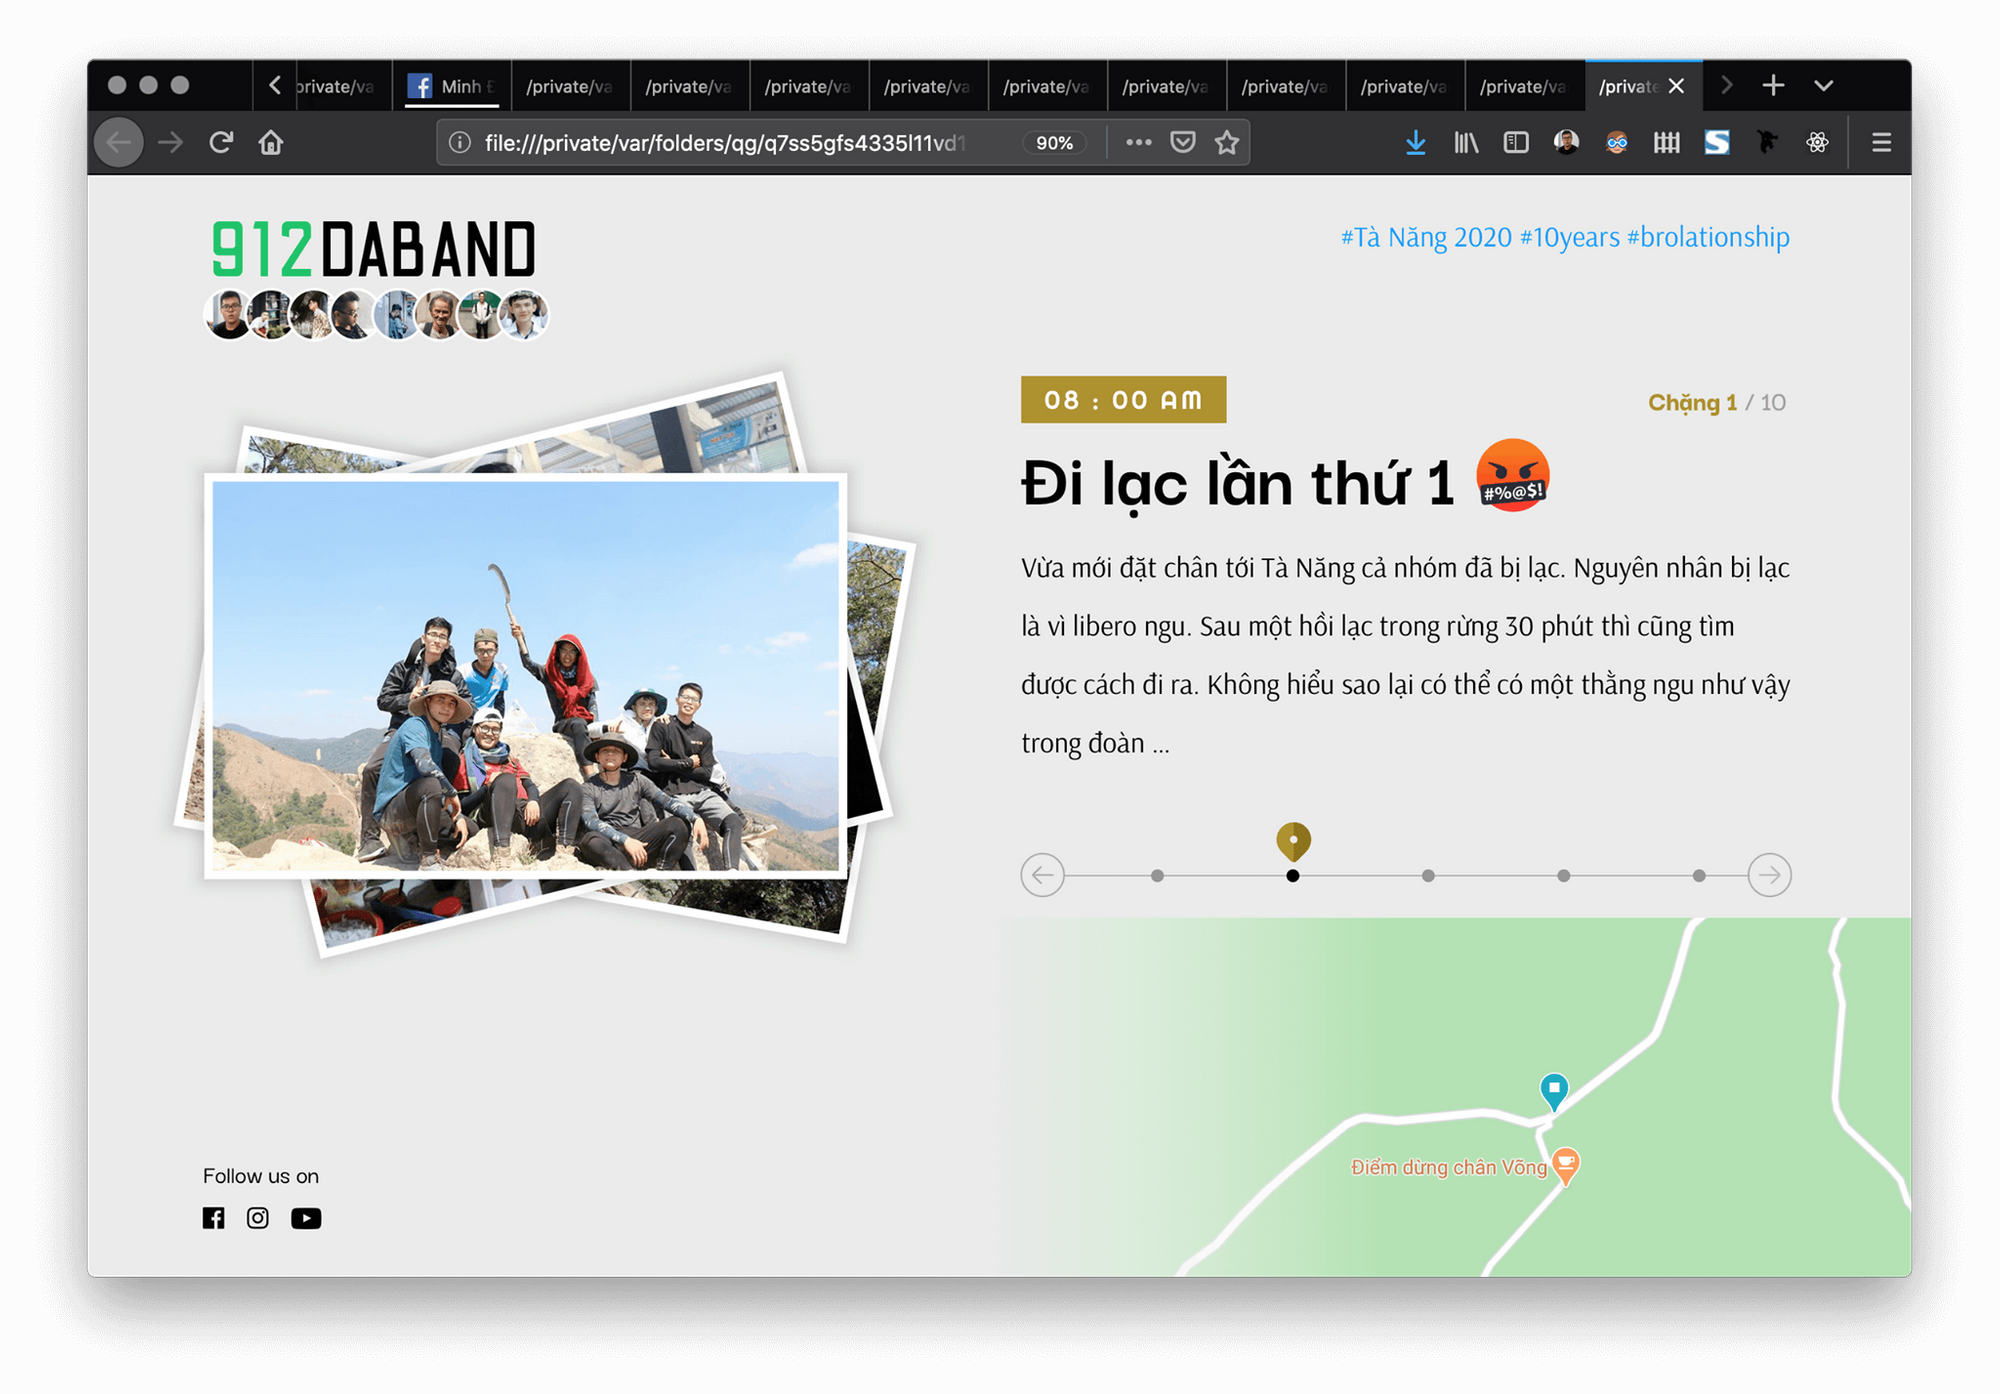 private/va
Minh
/private/va
/private/va
/private/va
/private/va
/private/va
/private/va
/private/va
/private/va
/private/va
/private
file:///private/var/folders/qg/q7ss5gfs4335l11vd1
90%
912DABAND
#Tà Năng 2020 #10years #brolationship
08 : 00 AM
Chặng 1 / 10
Đi lạc lần thứ 1
#%@$!
Vừa mới đặt chân tới Tà Năng cả nhóm đã bị lạc. Nguyên nhân bị lạc
là vì libero ngu. Sau một hồi lạc trong rừng 30 phút thì cũng tìm
được cách đi ra. Không hiểu sao lại có thể có một thằng ngu như vậy
trong đoàn ...
Điểm dừng chân Võng
Follow us on